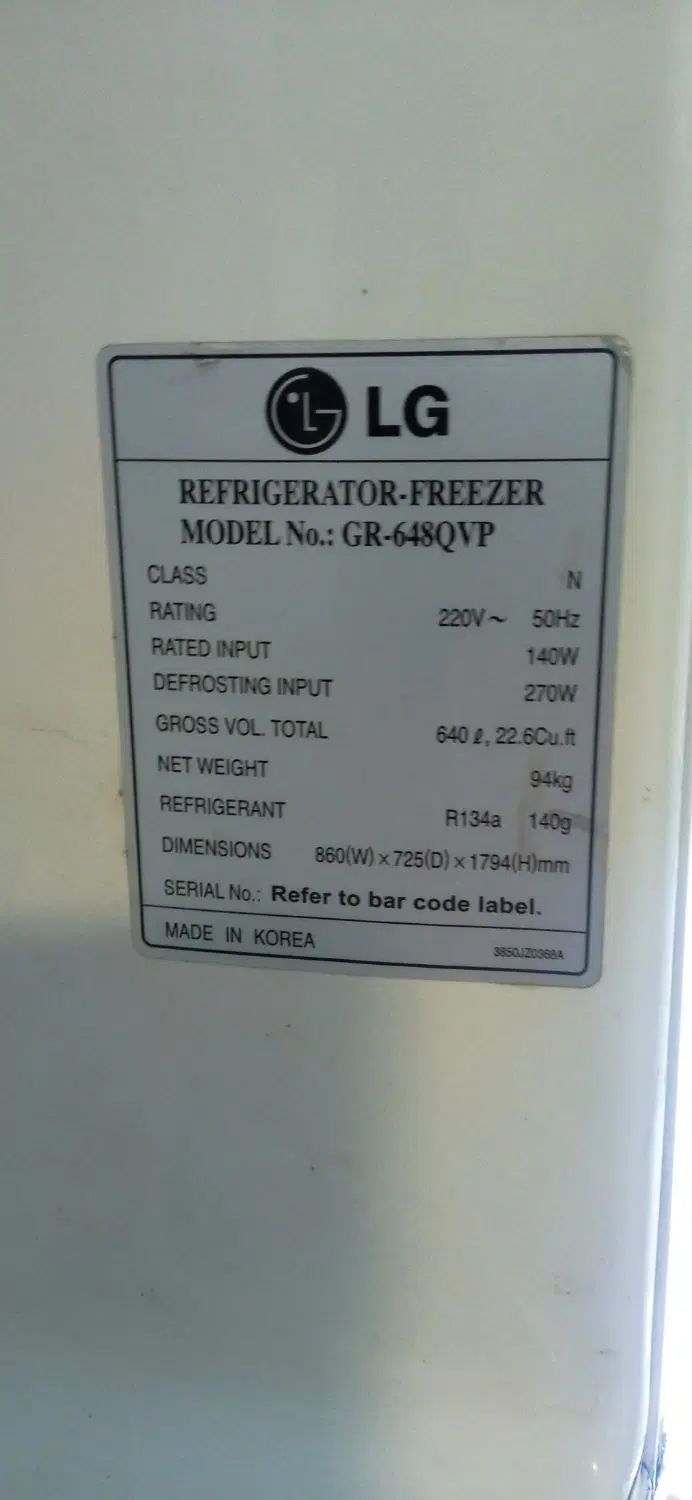 LG
REFRIGERATOR-FREEZER
MODEL No.: GR-648QVP
CLASS N
RATING 220V～ 50Hz
RATED INPUT 140W
DEFROSTING INPUT 270W
GROSS VOL. TOTAL 640 ℓ, 22.6Cu.ft
NET WEIGHT 94kg
REFRIGERANT R134a 140g
DIMENSIONS 860(W)×725(D)×1794(H)mm
SERIAL No.: Refer to bar code label.
MADE IN KOREA 3850JZ0368A